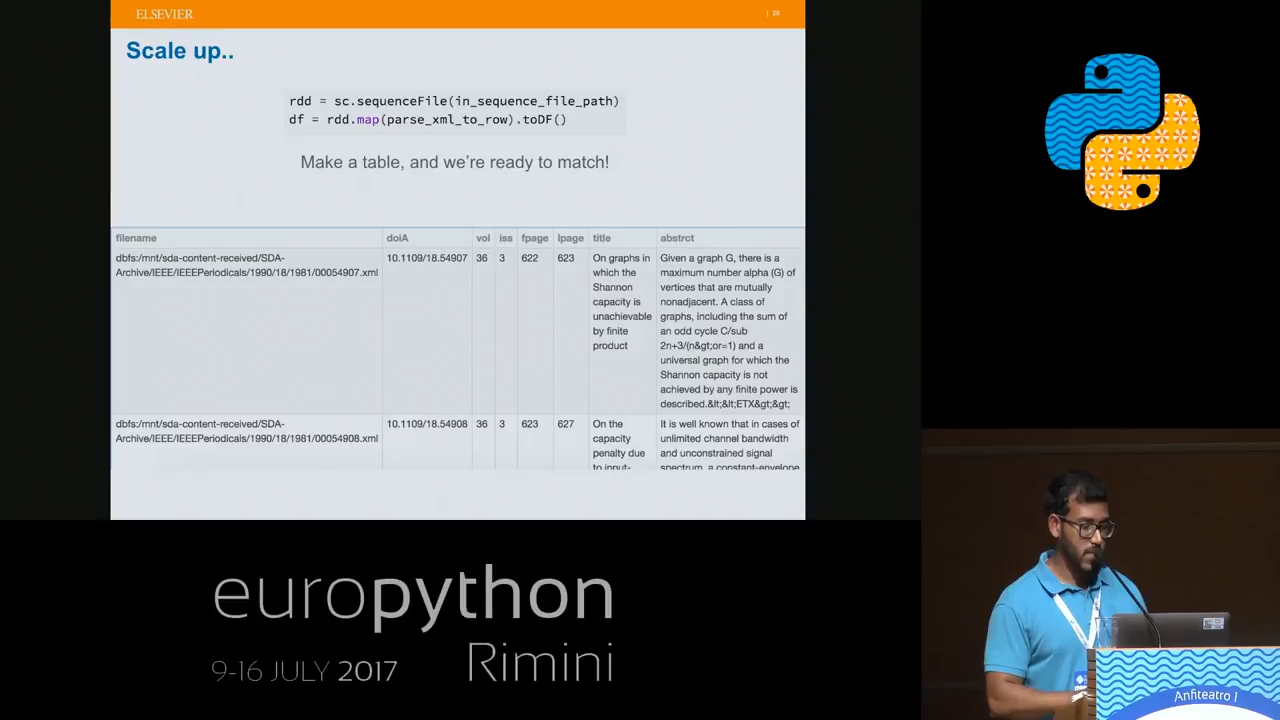 ELSEVIER
| 20
Scale up..
rdd = sc.sequenceFile(in_sequence_file_path)
df = rdd.map(parse_xml_to_row).toDF()
Make a table, and we're ready to match!
filename doiA vol iss fpage lpage title abstrct
dbfs:/mnt/sda-content-received/SDA-
Archive/IEEE/IEEEPeriodicals/1990/18/1981/00054907.xml
10.1109/18.54907 36 3 622 623
On graphs in
which the
Shannon
capacity is
unachievable
by finite
product
Given a graph G, there is a
maximum number alpha (G) of
vertices that are mutually
nonadjacent. A class of
graphs, including the sum of
an odd cycle C/sub
2n+3/(n&gt;or=1) and a
universal graph for which the
Shannon capacity is not
achieved by any finite power is
described.&lt;&lt;ETX&gt;&gt;
dbfs:/mnt/sda-content-received/SDA-
Archive/IEEE/IEEEPeriodicals/1990/18/1981/00054908.xml
10.1109/18.54908 36 3 623 627
On the
capacity
penalty due
to input-
It is well known that in cases of
unlimited channel bandwidth
and unconstrained signal
spectrum, a constant-envelope
europython
9-16 JULY 2017 Rimini
Anfiteatro 1